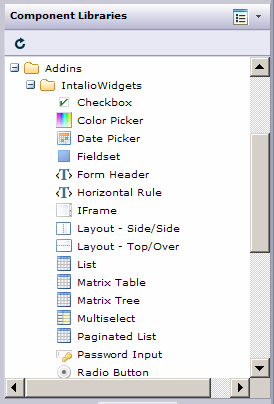 Component Libraries
Addins
IntalioWidgets
Checkbox
Color Picker
Date Picker
Fieldset
Form Header
Horizontal Rule
IFrame
Layout - Side/Side
Layout - Top/Over
List
Matrix Table
Matrix Tree
Multiselect
Paginated List
Password Input
Radio Button